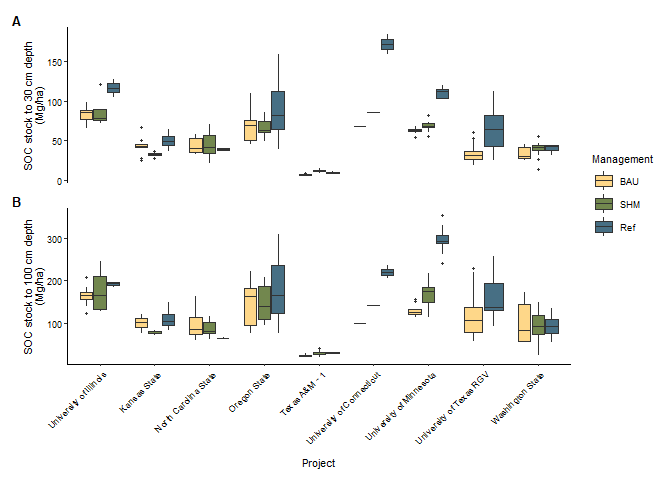 A
SOC stock to 30 cm depth
(Mg/ha)
150
100
50
0
B
SOC stock to 100 cm depth
(Mg/ha)
300
200
100
University of Illinois
Kansas State
North Carolina State
Oregon State
Texas A&M - 1
University of Connecticut
University of Minnesota
University of Texas RGV
Washington State
Project
Management
BAU
SHM
Ref